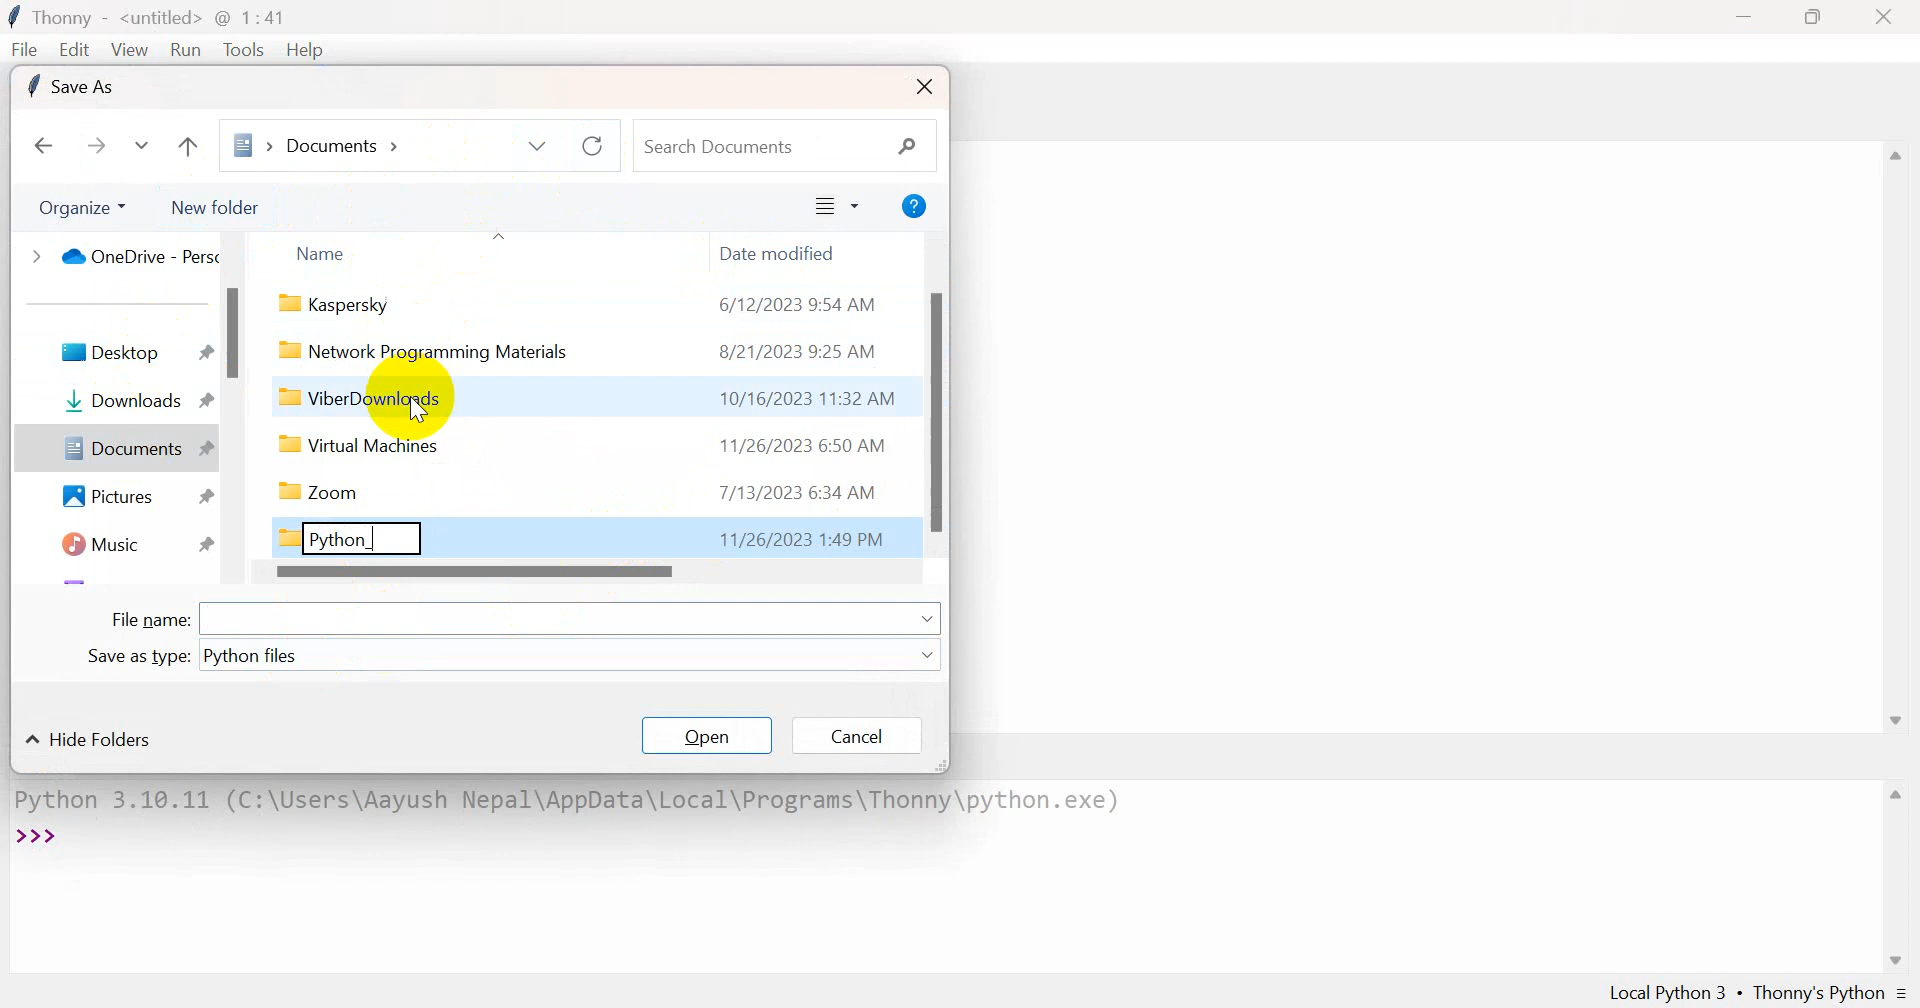 Thonny - <untitled> @ 1 : 41
File Edit View Run Tools Help
Save As
Documents
Search Documents
Organize New folder
?
OneDrive - Perso
Desktop
Downloads
Documents
Pictures
Music
Name Date modified
Kaspersky 6/12/2023 9:54 AM
Network Programming Materials 8/21/2023 9:25 AM
ViberDownloads 10/16/2023 11:32 AM
Virtual Machines 11/26/2023 6:50 AM
Zoom 7/13/2023 6:34 AM
Python_ 11/26/2023 1:49 PM
File name:
Save as type: Python files
Hide Folders
Open Cancel
Python 3.10.11 (C:\Users\Aayush Nepal\AppData\Local\Programs\Thonny\python.exe)
>>>
Local Python 3 • Thonny's Python ≡